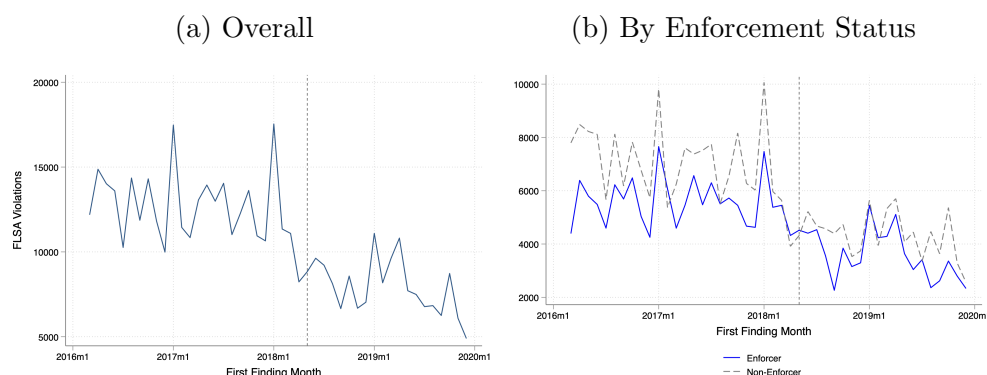 (a) Overall
(b) By Enforcement Status
20000
15000
10000
5000
FLSA Violations
2016m1 2017m1 2018m1 2019m1 2020m1
First Finding Month
10000
8000
6000
4000
2000
2016m1 2017m1 2018m1 2019m1 2020m
First Finding Month
Enforcer
Non-Enforcer